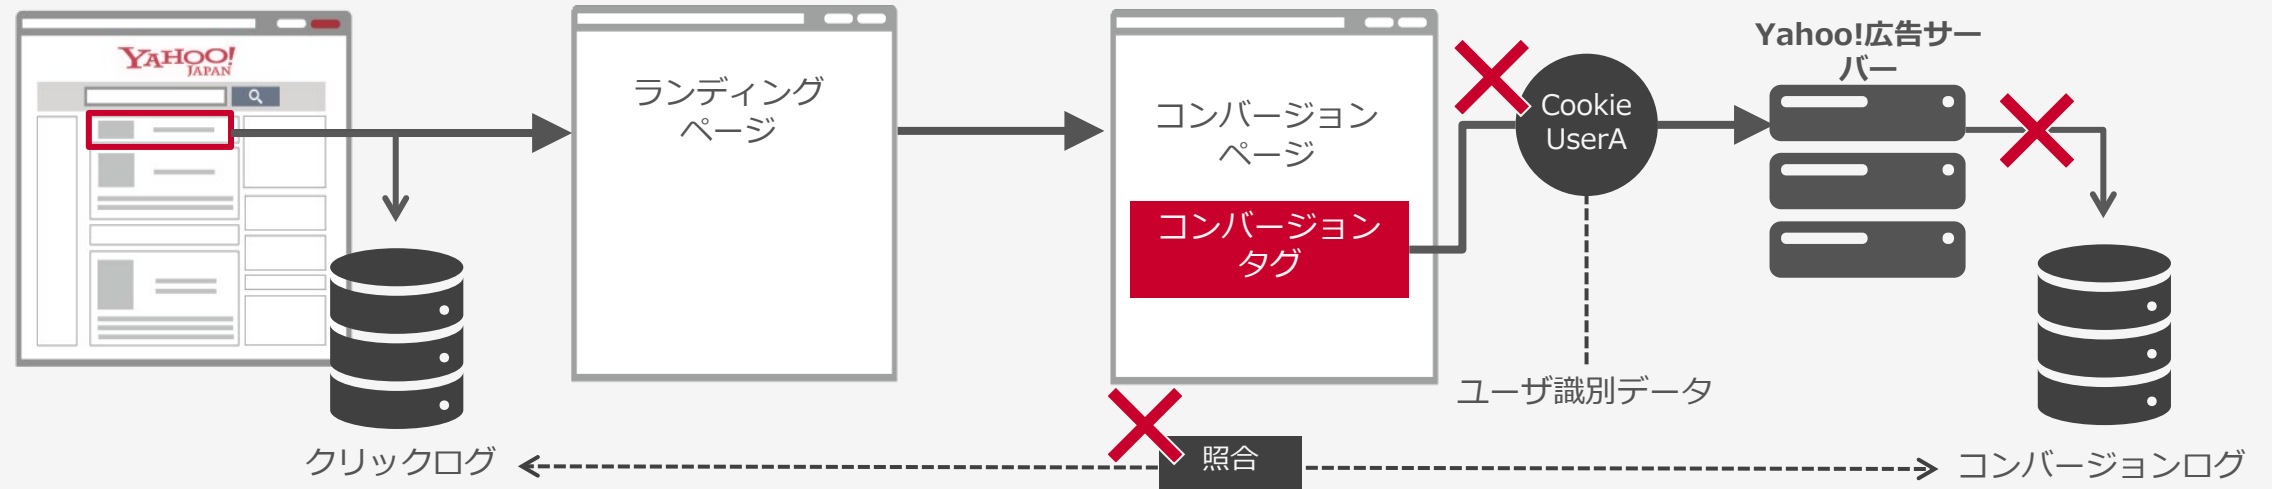 YAHOO!
JAPAN
ランディング
ページ
コンバージョン
ページ
コンバージョン
タグ
Cookie
UserA
Yahoo!広告サー
バー
ユーザ識別データ
クリックログ
照合
コンバージョンログ